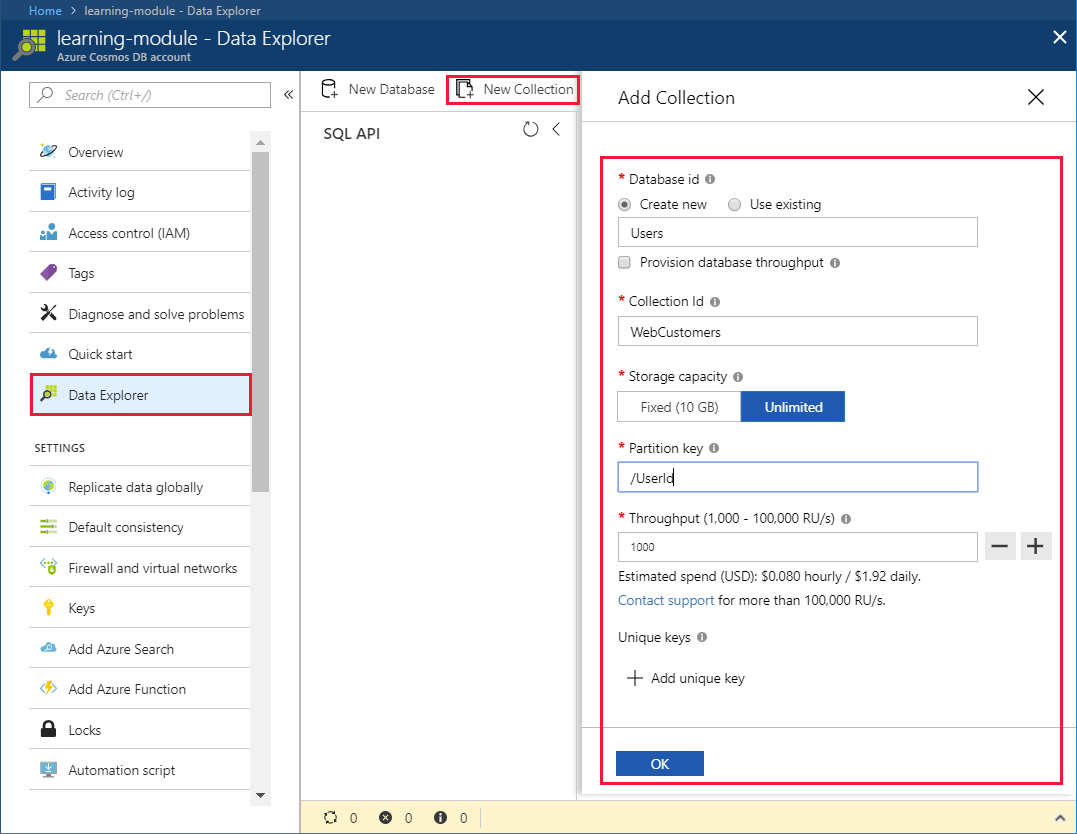 Home > learning-module - Data Explorer
learning-module - Data Explorer
Azure Cosmos DB account
Search (Ctrl+/)
Overview
Activity log
Access control (IAM)
Tags
Diagnose and solve problems
Quick start
Data Explorer
SETTINGS
Replicate data globally
Default consistency
Firewall and virtual networks
Keys
Add Azure Search
Add Azure Function
Locks
Automation script
New Database
New Collection
SQL API
Add Collection
* Database id
Create new Use existing
Users
Provision database throughput
* Collection Id
WebCustomers
* Storage capacity
Fixed (10 GB) Unlimited
* Partition key
/UserId
* Throughput (1,000 - 100,000 RU/s)
1000
Estimated spend (USD): $0.080 hourly / $1.92 daily.
Contact support for more than 100,000 RU/s.
Unique keys
Add unique key
OK
0 0 0